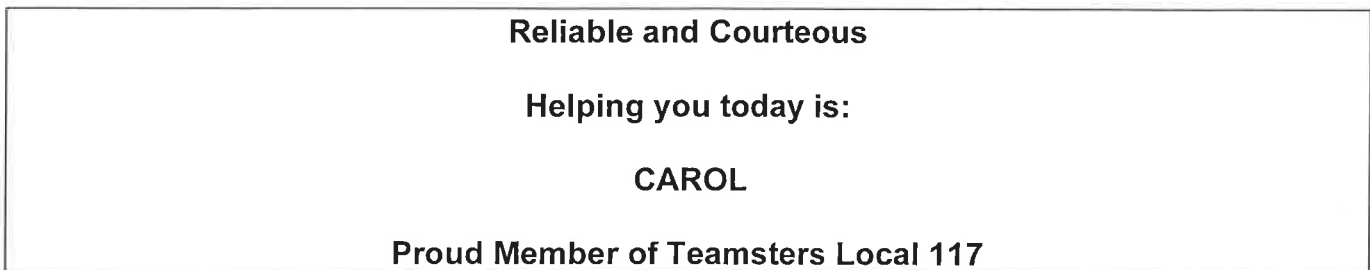 Reliable and Courteous
Helping you today is:
CAROL
Proud Member of Teamsters Local 117